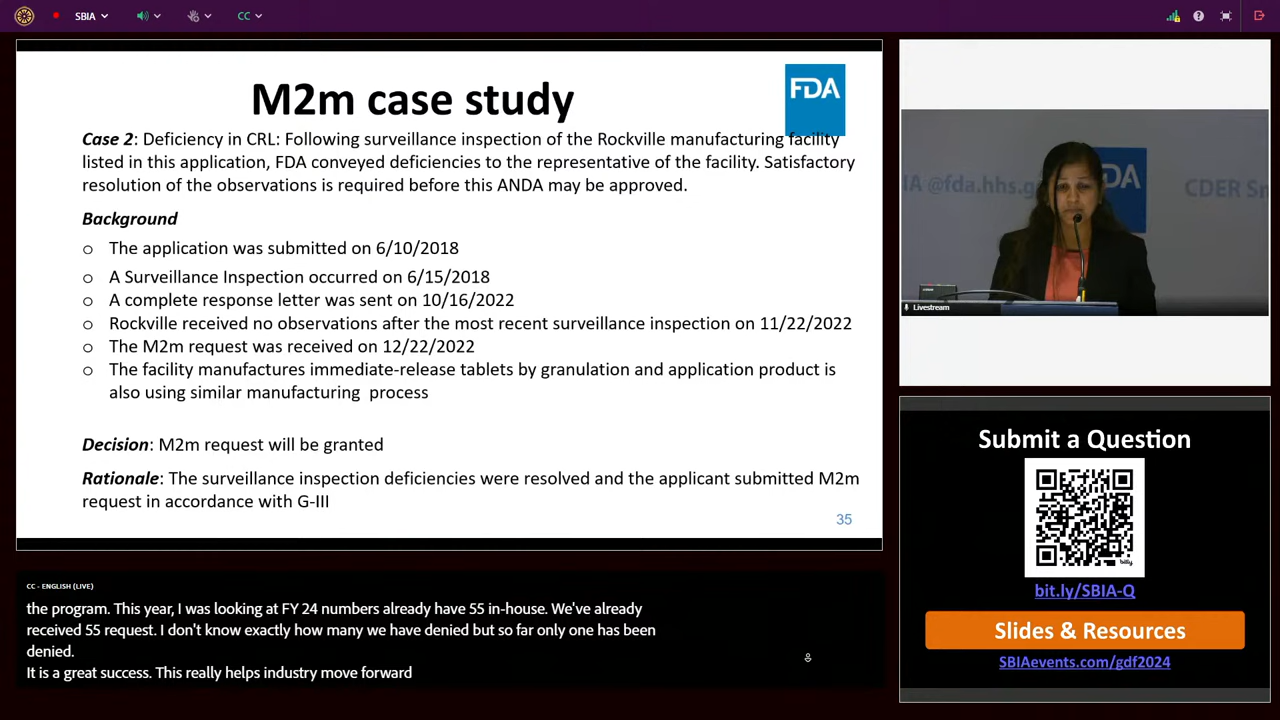 SBIA
CC
M2m case study
FDA
Case 2: Deficiency in CRL: Following surveillance inspection of the Rockville manufacturing facility
listed in this application, FDA conveyed deficiencies to the representative of the facility. Satisfactory
resolution of the observations is required before this ANDA may be approved.
Background
o The application was submitted on 6/10/2018
o A Surveillance Inspection occurred on 6/15/2018
o A complete response letter was sent on 10/16/2022
o Rockville received no observations after the most recent surveillance inspection on 11/22/2022
o The M2m request was received on 12/22/2022
o The facility manufactures immediate-release tablets by granulation and application product is
also using similar manufacturing process
Decision: M2m request will be granted
Rationale: The surveillance inspection deficiencies were resolved and the applicant submitted M2m
request in accordance with G-III
35
IA @fda.hhs.g
DA
CDER Sm
Livestream
Submit a Question
bitly
bit.ly/SBIA-Q
Slides & Resources
SBIAevents.com/gdf2024
CC - ENGLISH (LIVE)
the program. This year, I was looking at FY 24 numbers already have 55 in-house. We've already
received 55 request. I don't know exactly how many we have denied but so far only one has been
denied.
It is a great success. This really helps industry move forward